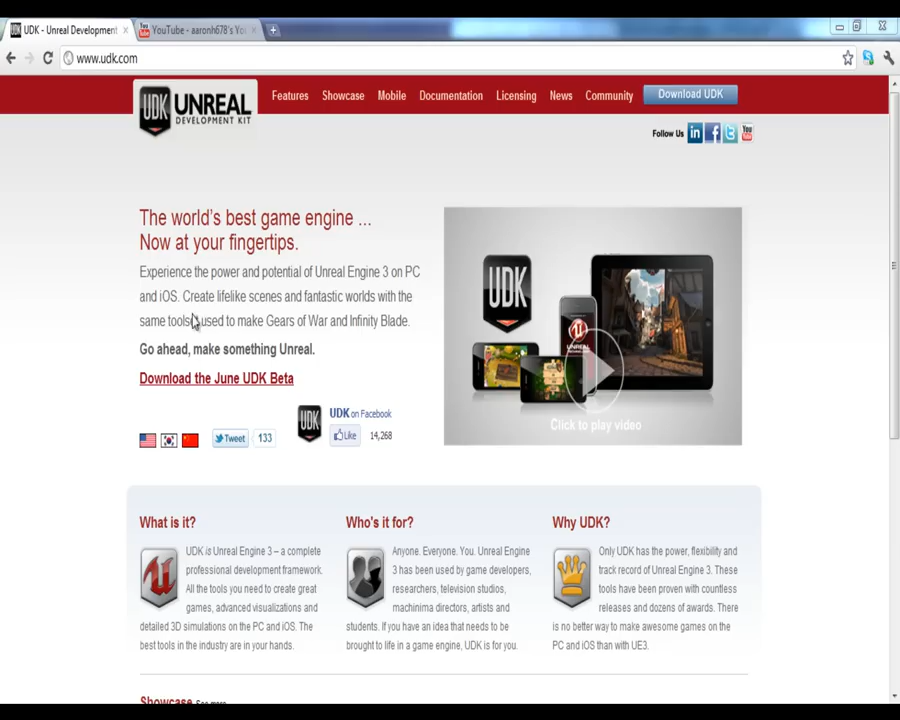 UDK - Unreal Development
YouTube - aaronh678's You
www.udk.com
UDK UNREAL DEVELOPMENT KIT
Features Showcase Mobile Documentation Licensing News Community Download UDK
Follow Us
The world's best game engine ...
Now at your fingertips.
Experience the power and potential of Unreal Engine 3 on PC
and iOS. Create lifelike scenes and fantastic worlds with the
same tools used to make Gears of War and Infinity Blade.
Go ahead, make something Unreal.
Download the June UDK Beta
Tweet 133
UDK
UDK on Facebook
Like 14,268
UDK
Click to play video
What is it?
UDK is Unreal Engine 3 – a complete
professional development framework.
All the tools you need to create great
games, advanced visualizations and
detailed 3D simulations on the PC and iOS. The
best tools in the industry are in your hands.
Who's it for?
Anyone. Everyone. You. Unreal Engine
3 has been used by game developers,
researchers, television studios,
machinima directors, artists and
students. If you have an idea that needs to be
brought to life in a game engine, UDK is for you.
Why UDK?
Only UDK has the power, flexibility and
track record of Unreal Engine 3. These
tools have been proven with countless
releases and dozens of awards. There
is no better way to make awesome games on the
PC and iOS than with UE3.
Showcase See more